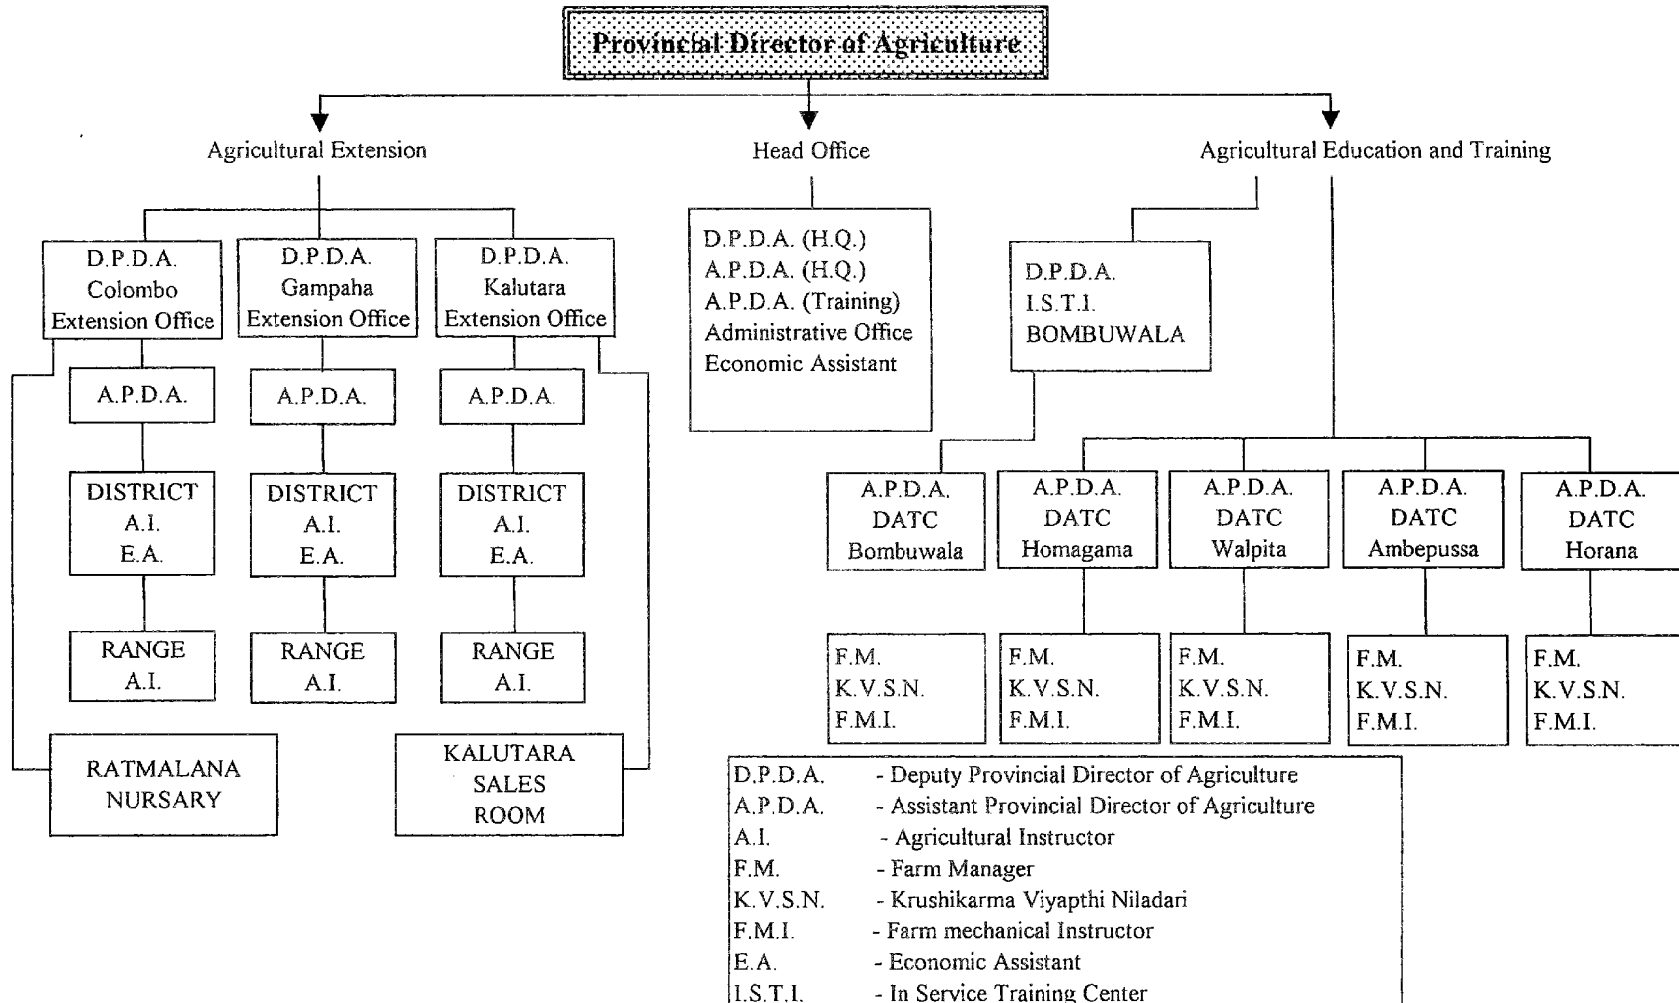 Provincial Director of Agriculture
Agricultural Extension
Head Office
Agricultural Education and Training
D.P.D.A.
Colombo
Extension Office
D.P.D.A.
Gampaha
Extension Office
D.P.D.A.
Kalutara
Extension Office
D.P.D.A. (H.Q.)
A.P.D.A. (H.Q.)
A.P.D.A. (Training)
Administrative Office
Economic Assistant
D.P.D.A.
I.S.T.I.
BOMBUWALA
A.P.D.A.
A.P.D.A.
A.P.D.A.
DISTRICT
A.I.
E.A.
DISTRICT
A.I.
E.A.
DISTRICT
A.I.
E.A.
A.P.D.A.
DATC
Bombuwala
A.P.D.A.
DATC
Homagama
A.P.D.A.
DATC
Walpita
A.P.D.A.
DATC
Ambepussa
A.P.D.A.
DATC
Horana
RANGE
A.I.
RANGE
A.I.
RANGE
A.I.
F.M.
K.V.S.N.
F.M.I.
F.M.
K.V.S.N.
F.M.I.
F.M.
K.V.S.N.
F.M.I.
F.M.
K.V.S.N.
F.M.I.
F.M.
K.V.S.N.
F.M.I.
RATMALANA
NURSARY
KALUTARA
SALES
ROOM
D.P.D.A. - Deputy Provincial Director of Agriculture
A.P.D.A. - Assistant Provincial Director of Agriculture
A.I. - Agricultural Instructor
F.M. - Farm Manager
K.V.S.N. - Krushikarma Viyapthi Niladari
F.M.I. - Farm mechanical Instructor
E.A. - Economic Assistant
I.S.T.I. - In Service Training Center